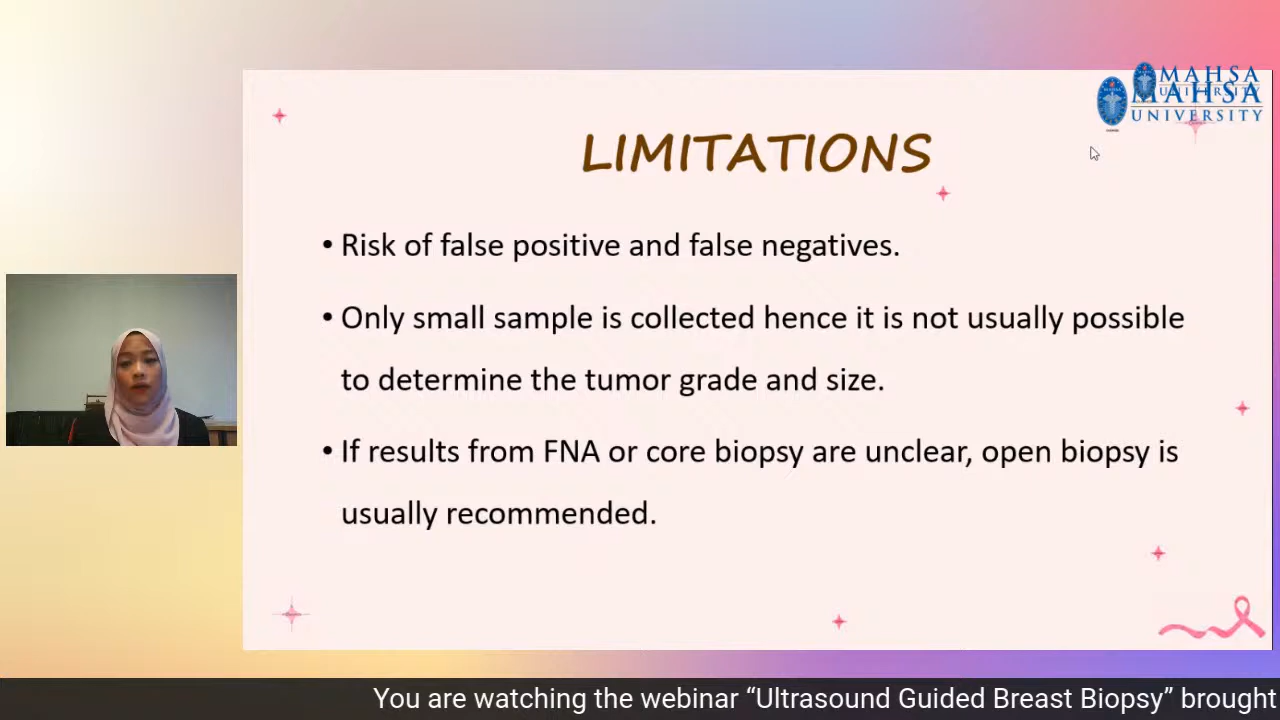 MAHSA
UNIVERSITY
MAHSA
UNIVERSITY
LIMITATIONS
• Risk of false positive and false negatives.
• Only small sample is collected hence it is not usually possible
to determine the tumor grade and size.
• If results from FNA or core biopsy are unclear, open biopsy is
usually recommended.
You are watching the webinar “Ultrasound Guided Breast Biopsy” brought